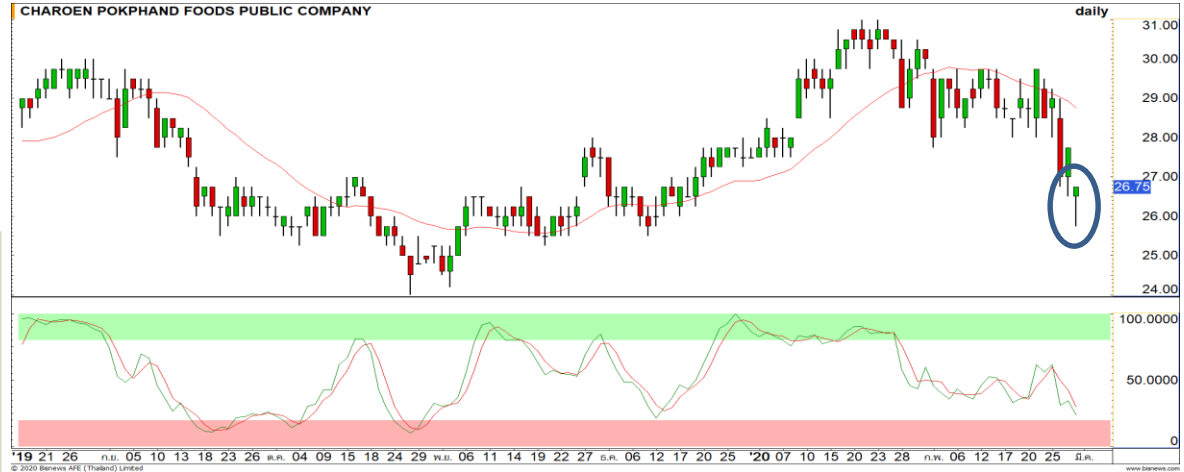 CHAROEN POKPHAND FOODS PUBLIC COMPANY
daily
31.00
30.00
29.00
28.00
27.00
26.75
26.00
25.00
24.00
100.0000
50.0000
0
'19 21 26 ก.ย. 05 10 13 18 23 26 ต.ค. 04 09 15 18 24 29 พ.ย. 06 11 14 19 22 27 ธ.ค. 06 12 17 20 25 '20 07 10 15 20 23 28 ก.พ. 06 12 17 20 25 มี.ค.
© 2020 Bisnews AFE (Thailand) Limited
www.bisnews.com